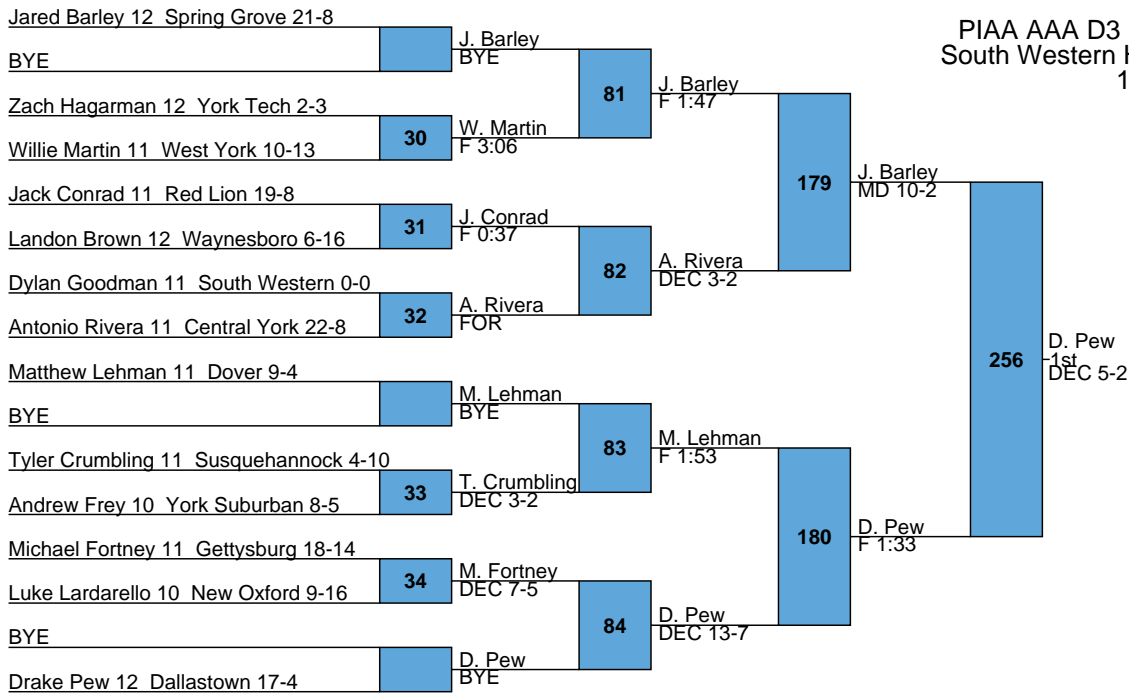 Jared Barley 12 Spring Grove 21-8
BYE
Zach Hagarman 12 York Tech 2-3
Willie Martin 11 West York 10-13
Jack Conrad 11 Red Lion 19-8
Landon Brown 12 Waynesboro 6-16
Dylan Goodman 11 South Western 0-0
Antonio Rivera 11 Central York 22-8
Matthew Lehman 11 Dover 9-4
BYE
Tyler Crumbling 11 Susquehannock 4-10
Andrew Frey 10 York Suburban 8-5
Michael Fortney 11 Gettysburg 18-14
Luke Lardarello 10 New Oxford 9-16
BYE
Drake Pew 12 Dallastown 17-4
30
31
32
33
34
J. Barley
BYE
W. Martin
F 3:06
J. Conrad
F 0:37
A. Rivera
FOR
M. Lehman
BYE
T. Crumbling
DEC 3-2
M. Fortney
DEC 7-5
D. Pew
BYE
81
82
83
84
J. Barley
F 1:47
A. Rivera
DEC 3-2
M. Lehman
F 1:53
D. Pew
DEC 13-7
179
180
J. Barley
MD 10-2
D. Pew
F 1:33
256
D. Pew
1st
DEC 5-2
PIAA AAA D3
South Western
1